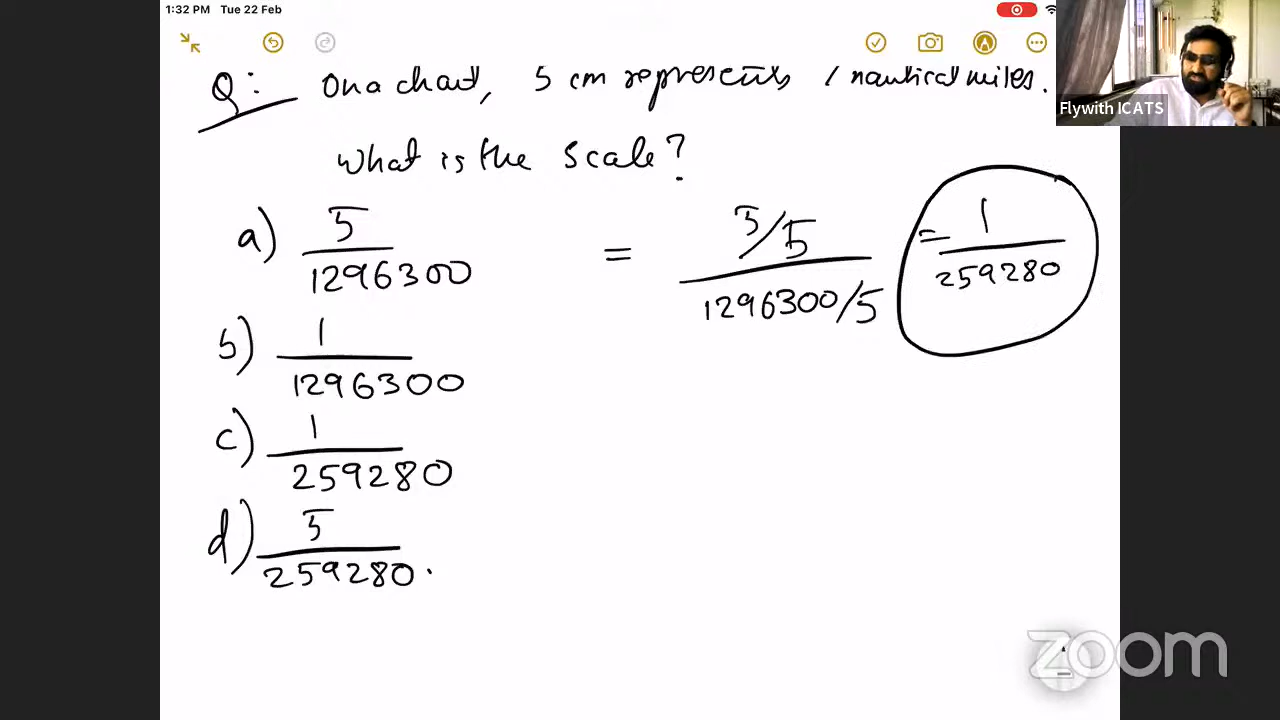 1:32 PM Tue 22 Feb
Flywith ICATS
Q: On a chart, 5 cm represents 1 nautical miles.
What is the scale?
a) 5
1296300
= 5/5
1296300/5
= 1
259280
b) 1
1296300
c) 1
259280
d) 5
259280.
zoom